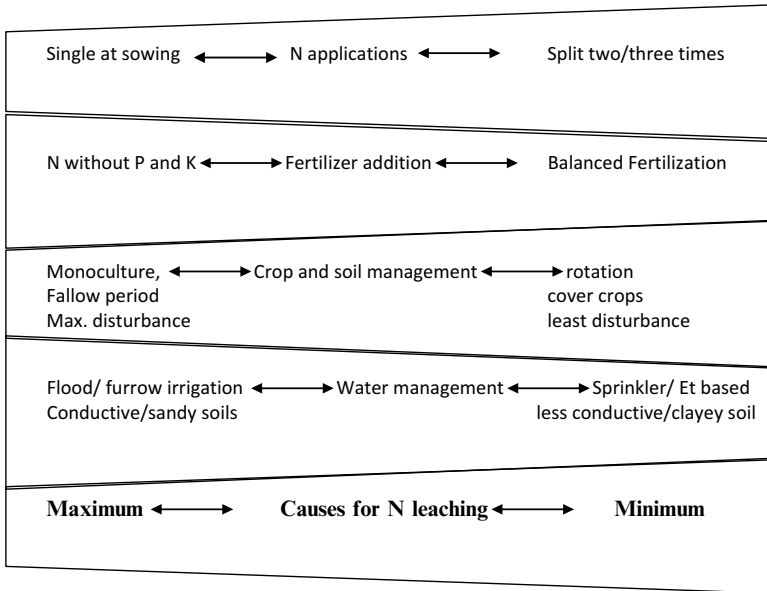 Single at sowing N applications Split two/three times
N without P and K Fertilizer addition Balanced Fertilization
Monoculture, Crop and soil management rotation
Fallow period cover crops
Max. disturbance least disturbance
Flood/ furrow irrigation Water management Sprinkler/ Et based
Conductive/sandy soils less conductive/clayey soil
Maximum Causes for N leaching Minimum